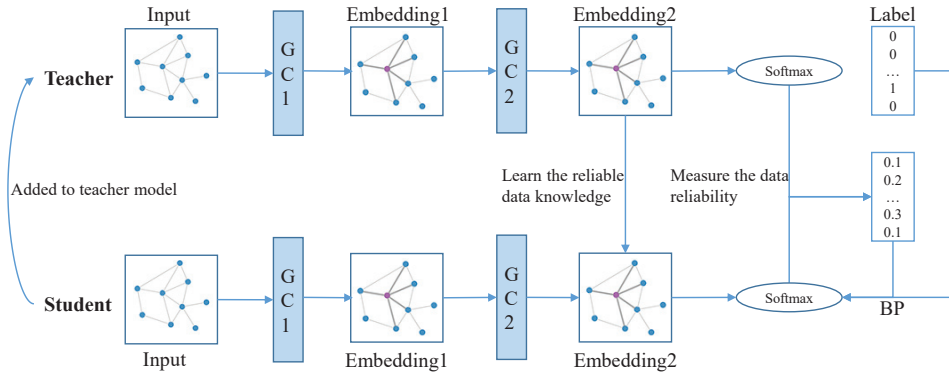 Input
Embedding1
Embedding2
Label
Teacher
G
C
1
G
C
2
Softmax
0
0
...
1
0
Added to teacher model
Learn the reliable
data knowledge
Measure the data
reliability
0.1
0.2
...
0.3
0.1
Student
G
C
1
G
C
2
Softmax
BP
Input
Embedding1
Embedding2